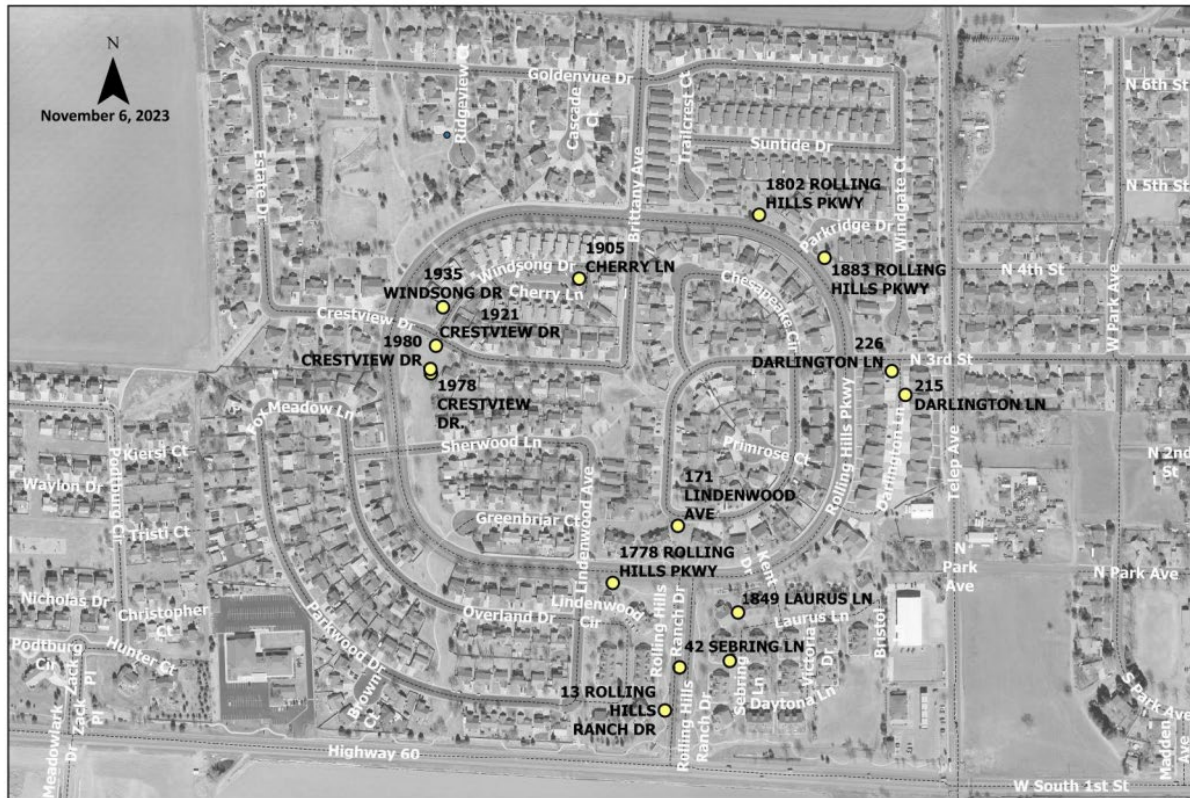 N
November 6, 2023
Goldenvue Dr
N 6th St
Ridgeview Ct
Cascade
Ct
Trailcrest Ct
Suntide Dr
Estate Dr
Brittany Ave
Windgate Ct
N 5th St
1802 ROLLING
HILLS PKWY
Parkridge Dr
N 4th St
W Park Ave
1883 ROLLING
HILLS PKWY
1905
CHERRY LN
Windsong Dr
Cherry Ln
1935
WINDSONG DR
Chesapeake Cir
Crestview Dr
1921
CRESTVIEW DR
1980
CRESTVIEW DR
1978
CRESTVIEW
DR.
226
DARLINGTON LN
N 3rd St
215
DARLINGTON LN
Fox Meadow Ln
Sherwood Ln
Primrose Ct
Rolling Hills Pkwy
Darlington Ln
Telep Ave
N 2nd
St
Kiersi Ct
Waylon Dr
Podtburg Cir
Tristi Ct
Greenbriar Ct
Lindenwood Ave
171
LINDENWOOD
AVE
Kent
Dr
N
Park
Ave
N Park Ave
1778 ROLLING
HILLS PKWY
Nicholas Dr
Christopher
Ct
Lindenwood
Cir
Overland Dr
Rolling Hills
Ranch Dr
1849 LAURUS LN
Laurus Ln
Bristol
Podtburg
Cir
Hunter Ct
Zack
Pl
Zack
Pl
Parkwood Dr
Brown
Ct
42 SEBRING LN
Sebring
Ln
Victoria
Dr
Daytona Ln
13 ROLLING
HILLS
RANCH DR
Rolling Hills
Ranch Dr
S Park Ave
Madden
Ave
Meadowlark
Dr
Highway 60
W South 1st St